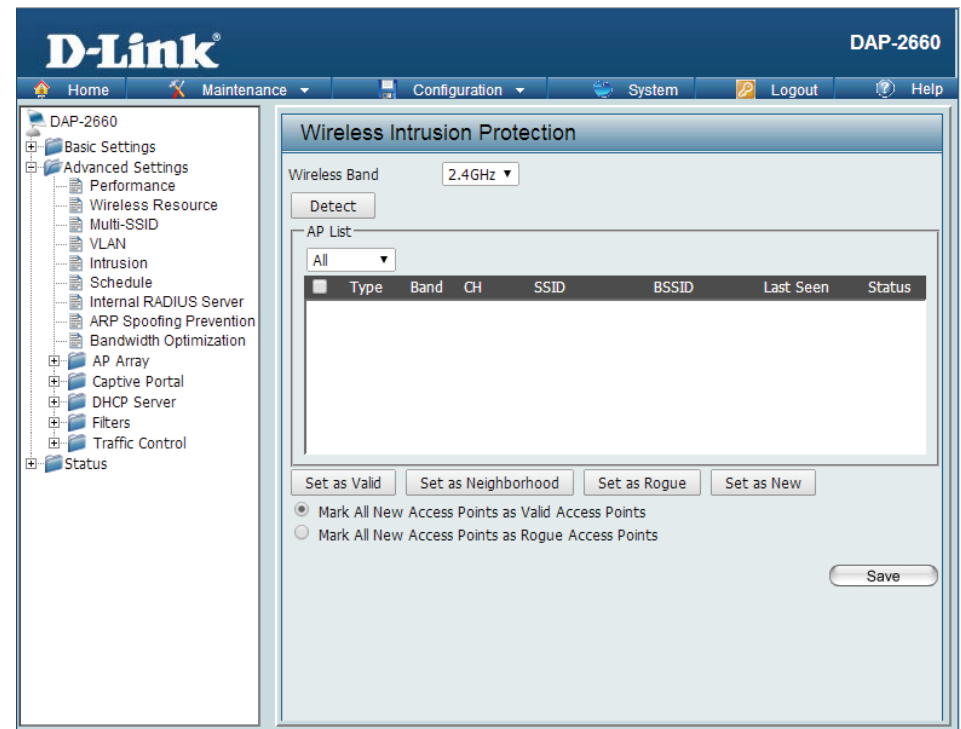 D-Link®
DAP-2660
Home Maintenance Configuration System Logout Help
DAP-2660
Basic Settings
Advanced Settings
Performance
Wireless Resource
Multi-SSID
VLAN
Intrusion
Schedule
Internal RADIUS Server
ARP Spoofing Prevention
Bandwidth Optimization
AP Array
Captive Portal
DHCP Server
Filters
Traffic Control
Status
Wireless Intrusion Protection
Wireless Band 2.4GHz
Detect
AP List
All
Type Band CH SSID BSSID Last Seen Status
Set as Valid Set as Neighborhood Set as Rogue Set as New
Mark All New Access Points as Valid Access Points
Mark All New Access Points as Rogue Access Points
Save